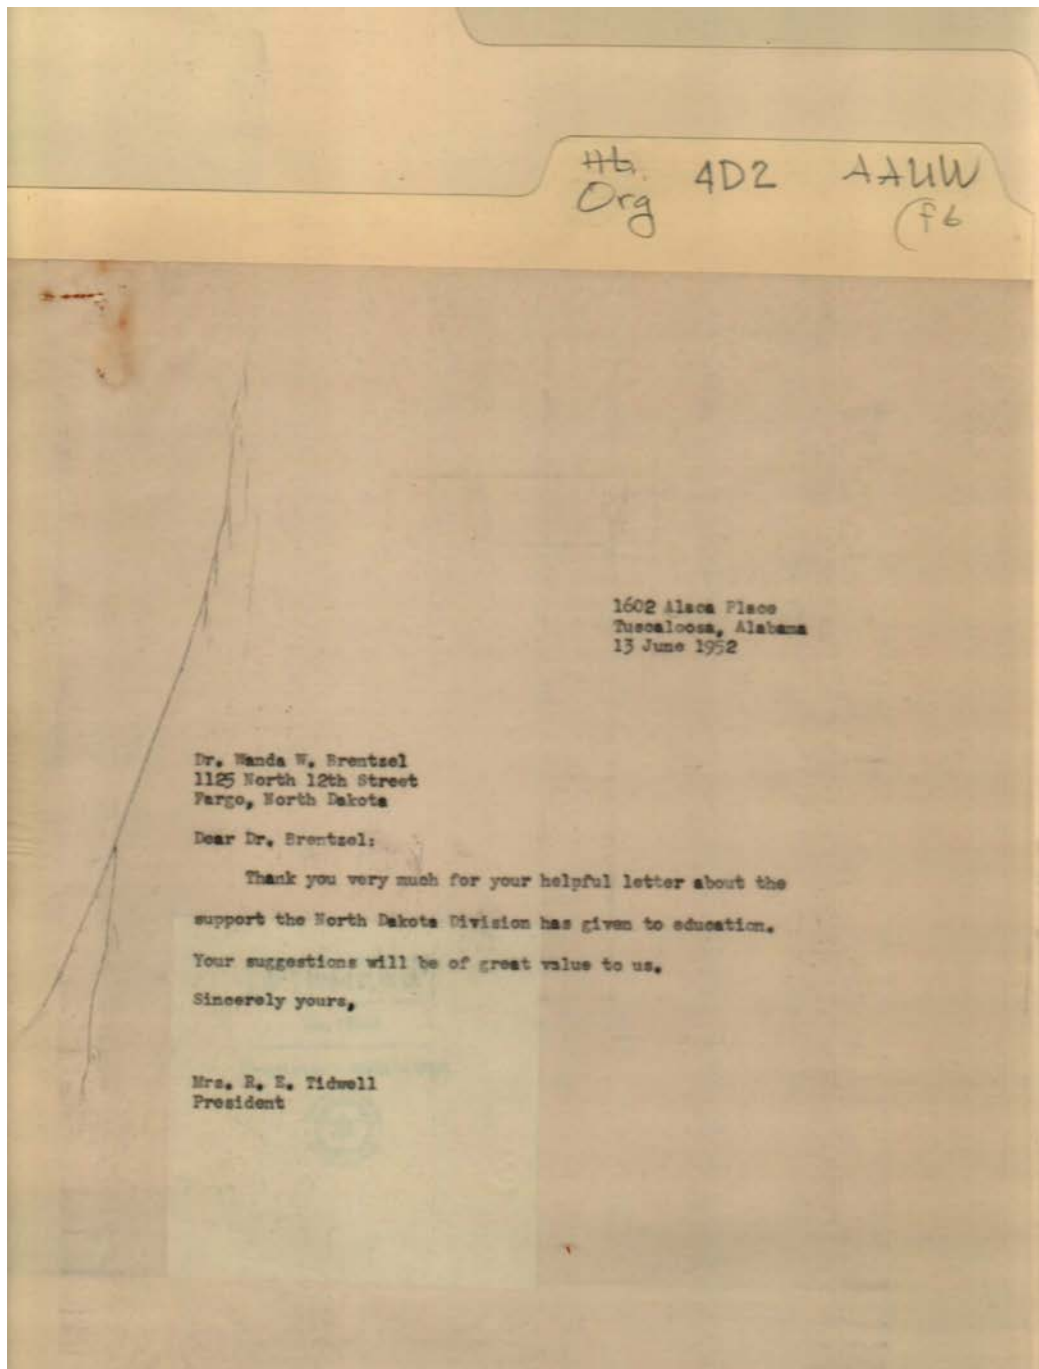 Org 4D2 AAUW
(f6
1602 Alaca Place
Tuscaloosa, Alabama
13 June 1952
Dr. Wanda W. Brentzel
1125 North 12th Street
Fargo, North Dakota
Dear Dr. Brentzel:
Thank you very much for your helpful letter about the
support the North Dakota Division has given to education.
Your suggestions will be of great value to us.
Sincerely yours,
Mrs. R. E. Tidwell
President